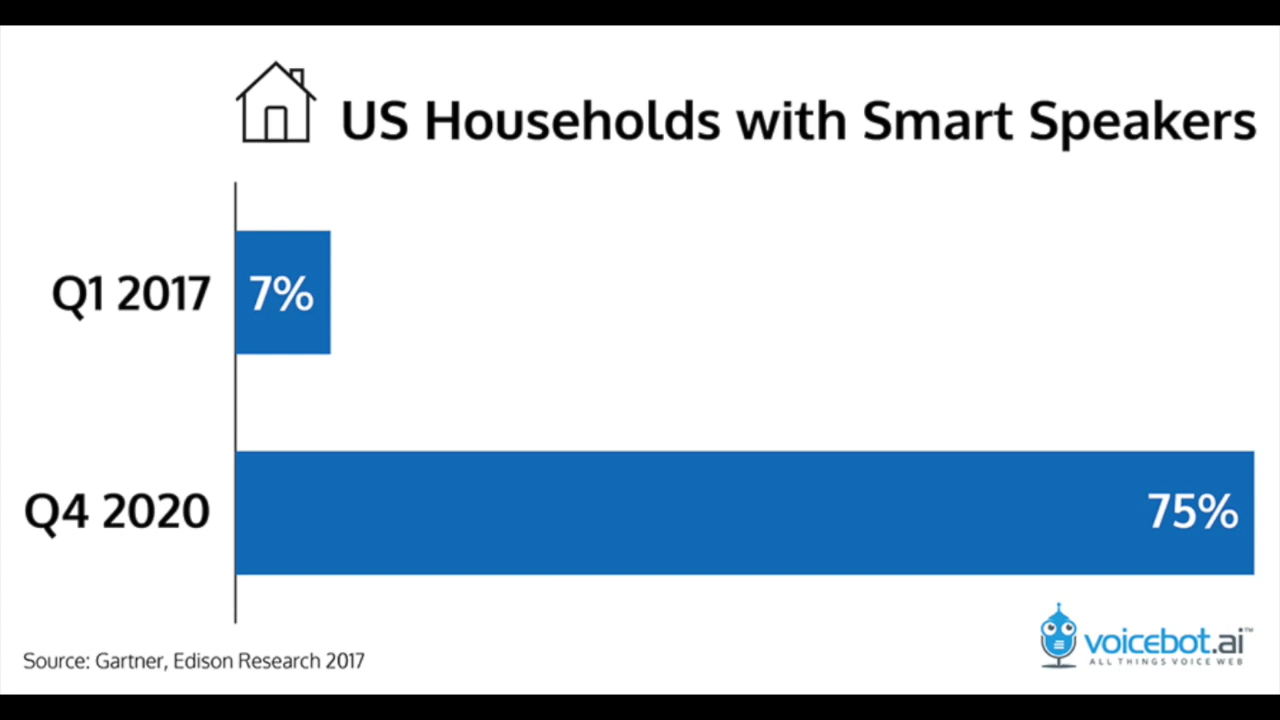 US Households with Smart Speakers
Q1 2017
7%
Q4 2020
75%
Source: Gartner, Edison Research 2017
voicebot.ai™
ALL THINGS VOICE WEB